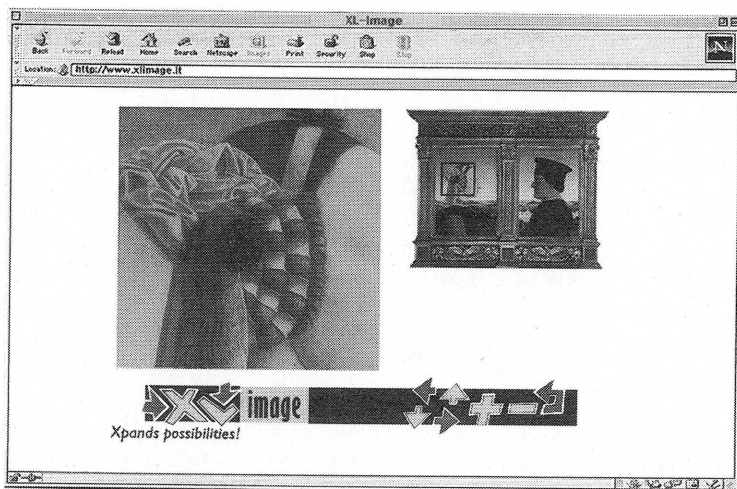 XL-Image
Back Forward Reload Home Search Netscape Images Print Security Shop Stop
Location: http://www.xlimage.it
N
XL image
Xpands possibilities!